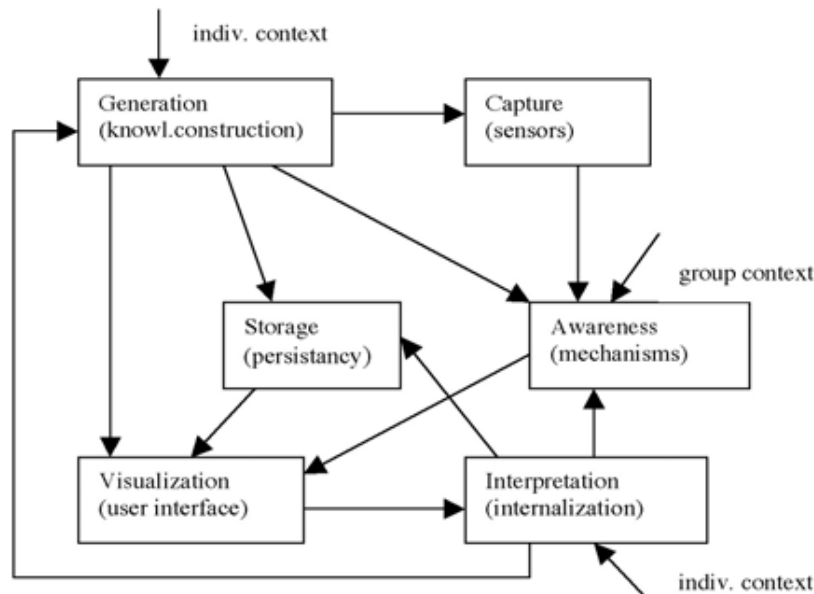 indiv. context
Generation
(knowl.construction)
Capture
(sensors)
group context
Storage
(persistancy)
Awareness
(mechanisms)
Visualization
(user interface)
Interpretation
(internalization)
indiv. context